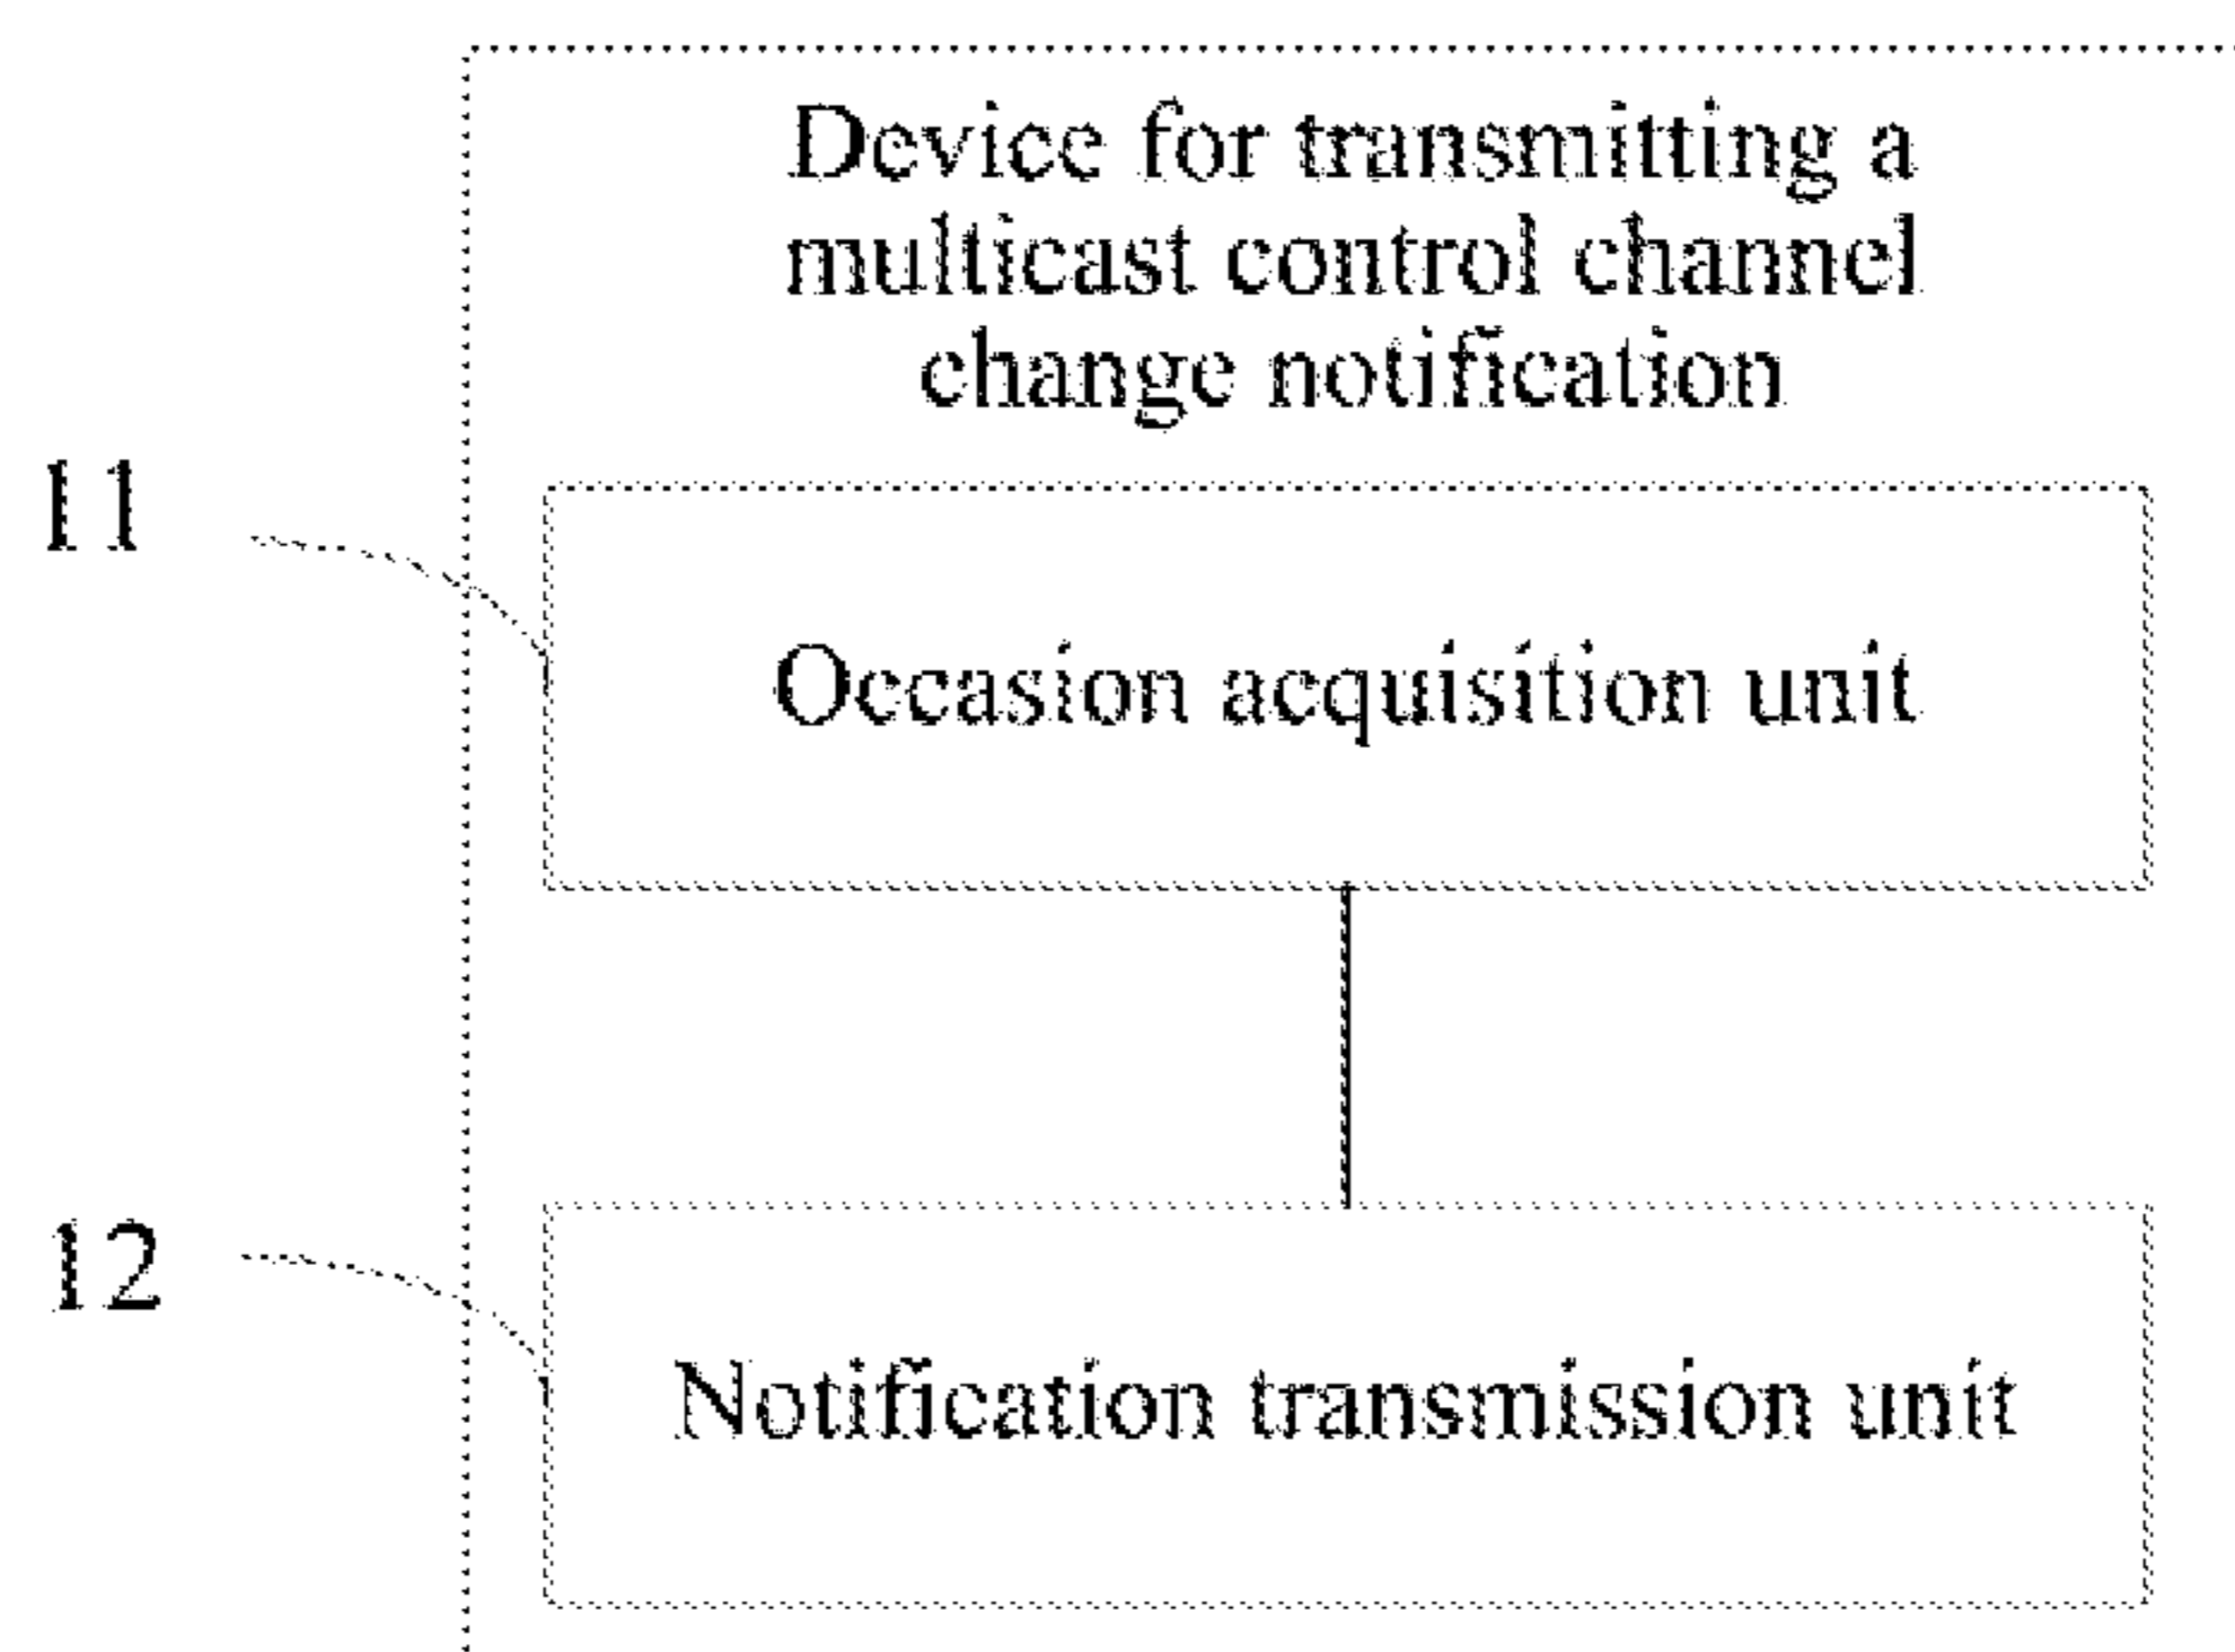 Device for transmitting a
multicast control channel
change notification
11
Occasion acquisition unit
12
Notification transmission unit